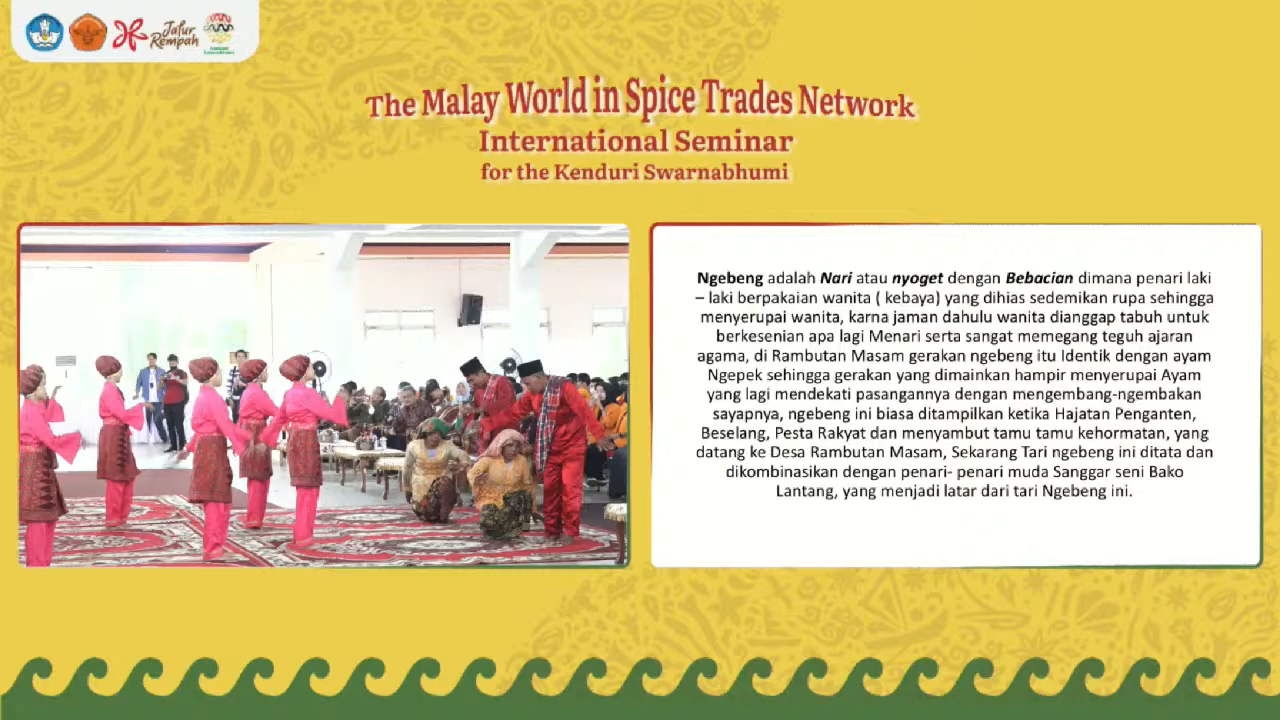 Jalur
Rempah
The Malay World in Spice Trades Network
International Seminar
for the Kenduri Swarnabhumi
Ngebeng adalah Nari atau nyoget dengan Bebacian dimana penari laki
– laki berpakaian wanita ( kebaya) yang dihias sedemikan rupa sehingga
menyerupai wanita, karna jaman dahulu wanita dianggap tabuh untuk
berkesenian apa lagi Menari serta sangat memegang teguh ajaran
agama, di Rambutan Masam gerakan ngebeng itu Identik dengan ayam
Ngepek sehingga gerakan yang dimainkan hampir menyerupai Ayam
yang lagi mendekati pasangannya dengan mengembang-ngembakan
sayapnya, ngebeng ini biasa ditampilkan ketika Hajatan Penganten,
Beselang, Pesta Rakyat dan menyambut tamu tamu kehormatan, yang
datang ke Desa Rambutan Masam, Sekarang Tari ngebeng ini ditata dan
dikombinasikan dengan penari- penari muda Sanggar seni Bako
Lantang, yang menjadi latar dari tari Ngebeng ini.